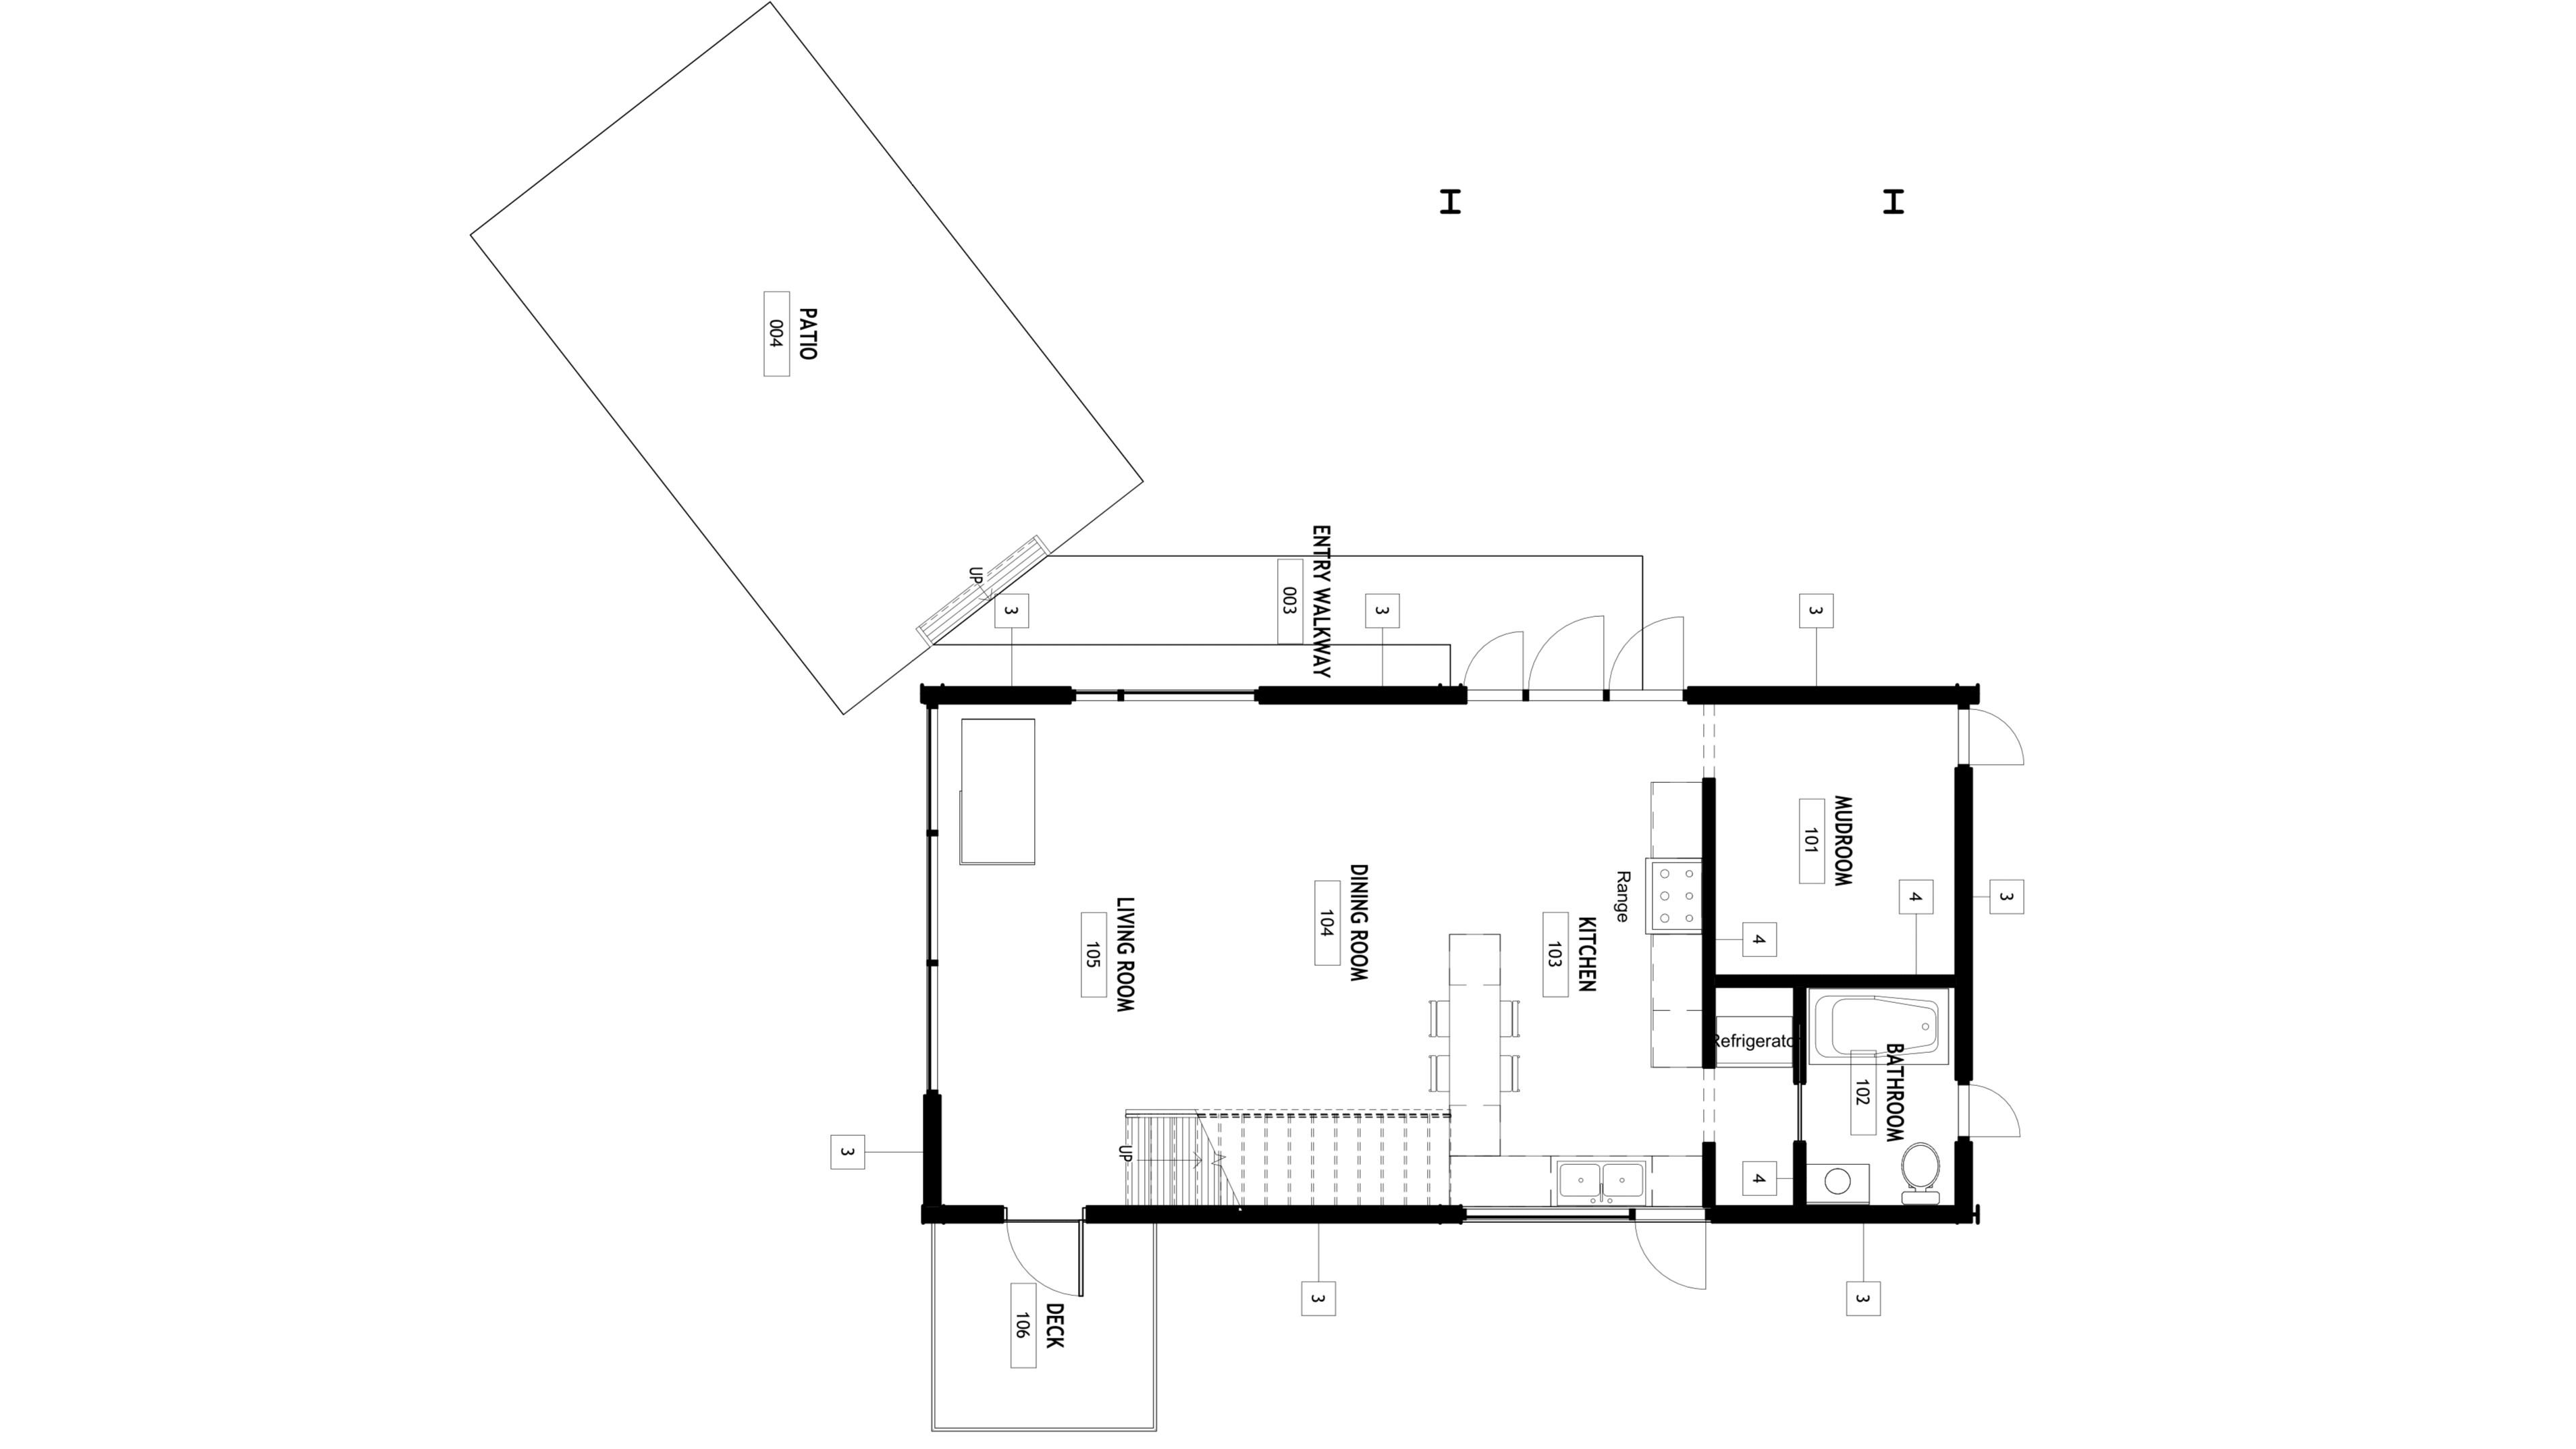 PATIO
004
UP
ENTRY WALKWAY
003
3
3
3
MUDROOM
101
4
3
4
Range
KITCHEN
103
DINING ROOM
104
LIVING ROOM
105
Refrigerator
BATHROOM
102
UP
3
4
DECK
106
3
3